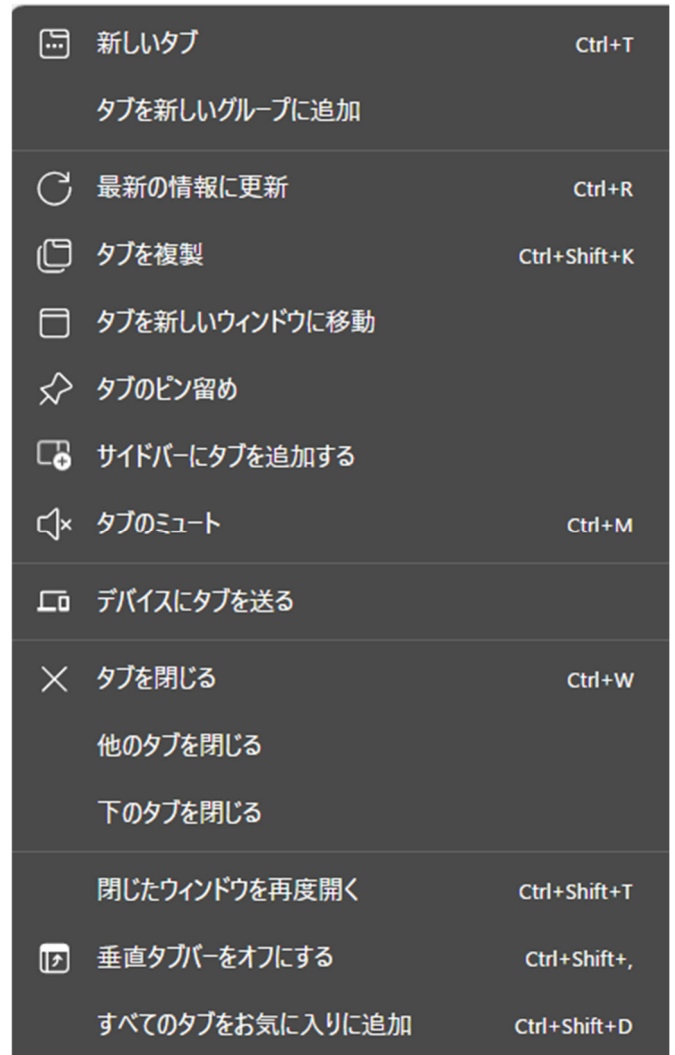 新しいタブ Ctrl+T
タブを新しいグループに追加
最新の情報に更新 Ctrl+R
タブを複製 Ctrl+Shift+K
タブを新しいウィンドウに移動
タブのピン留め
サイドバーにタブを追加する
タブのミュート Ctrl+M
デバイスにタブを送る
タブを閉じる Ctrl+W
他のタブを閉じる
下のタブを閉じる
閉じたウィンドウを再度開く Ctrl+Shift+T
垂直タブバーをオフにする Ctrl+Shift+,
すべてのタブをお気に入りに追加 Ctrl+Shift+D